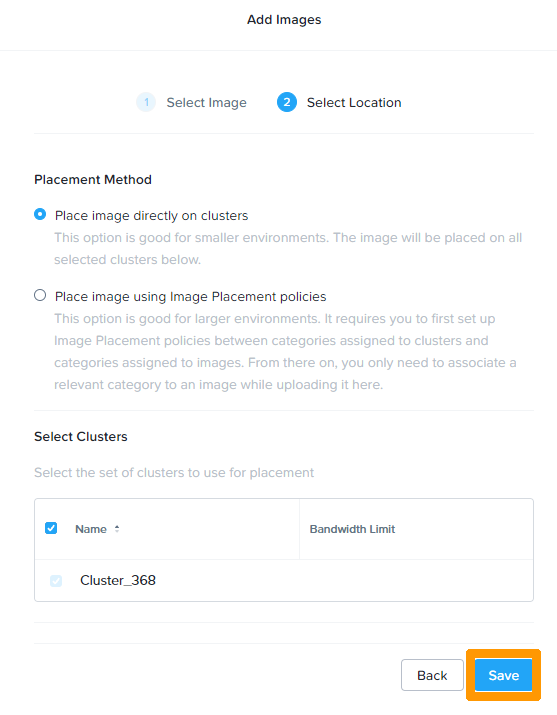 Add Images
1 Select Image 2 Select Location
Placement Method
Place image directly on clusters
This option is good for smaller environments. The image will be placed on all
selected clusters below.
Place image using Image Placement policies
This option is good for larger environments. It requires you to first set up
Image Placement policies between categories assigned to clusters and
categories assigned to images. From there on, you only need to associate a
relevant category to an image while uploading it here.
Select Clusters
Select the set of clusters to use for placement
Name Bandwidth Limit
Cluster_368
Back Save